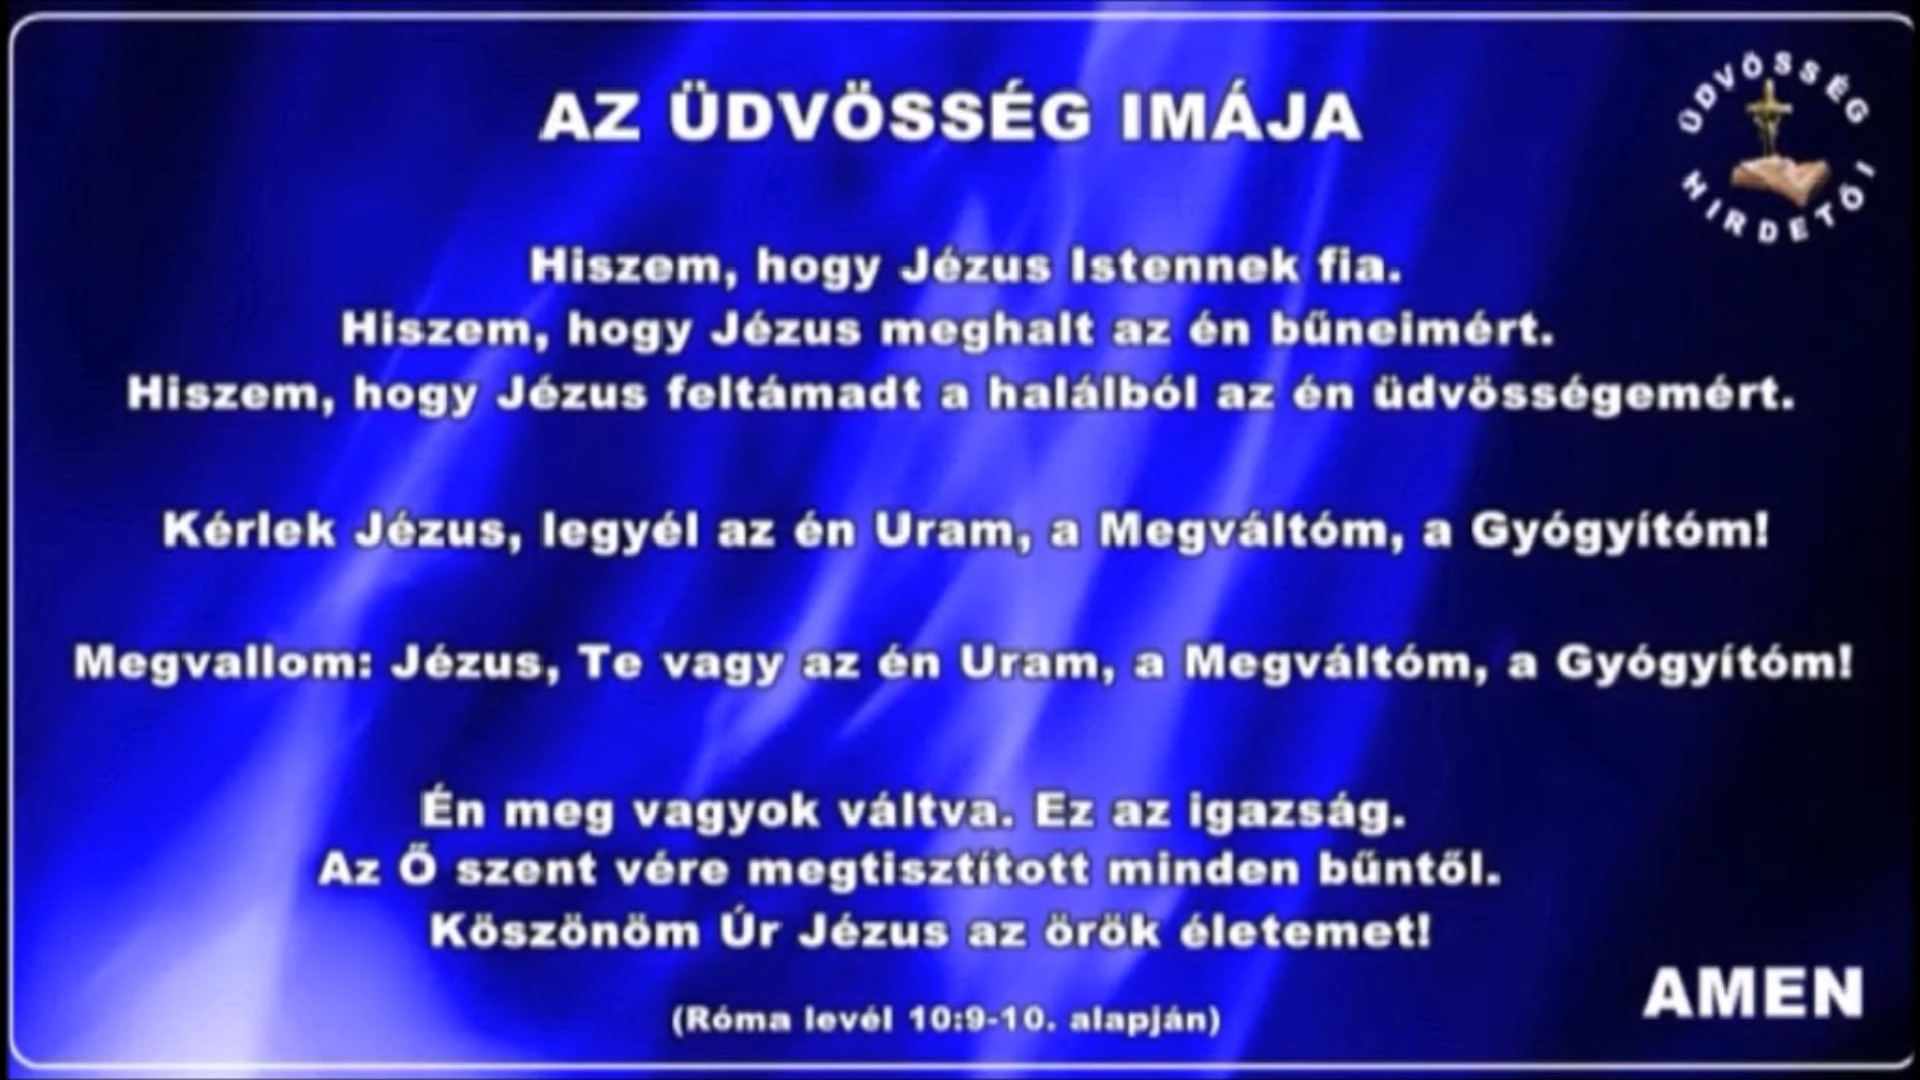 AZ ÜDVÖSSÉG IMÁJA
ÜDVÖSSÉG
HIRDETŐI
Hiszem, hogy Jézus Istennek fia.
Hiszem, hogy Jézus meghalt az én bűneimért.
Hiszem, hogy Jézus feltámadt a halálból az én üdvösségemért.
Kérlek Jézus, legyél az én Uram, a Megváltóm, a Gyógyítóm!
Megvallom: Jézus, Te vagy az én Uram, a Megváltóm, a Gyógyítóm!
Én meg vagyok váltva. Ez az igazság.
Az Ő szent vére megtisztított minden bűntől.
Köszönöm Úr Jézus az örök életemet!
AMEN
(Róma levél 10:9-10. alapján)